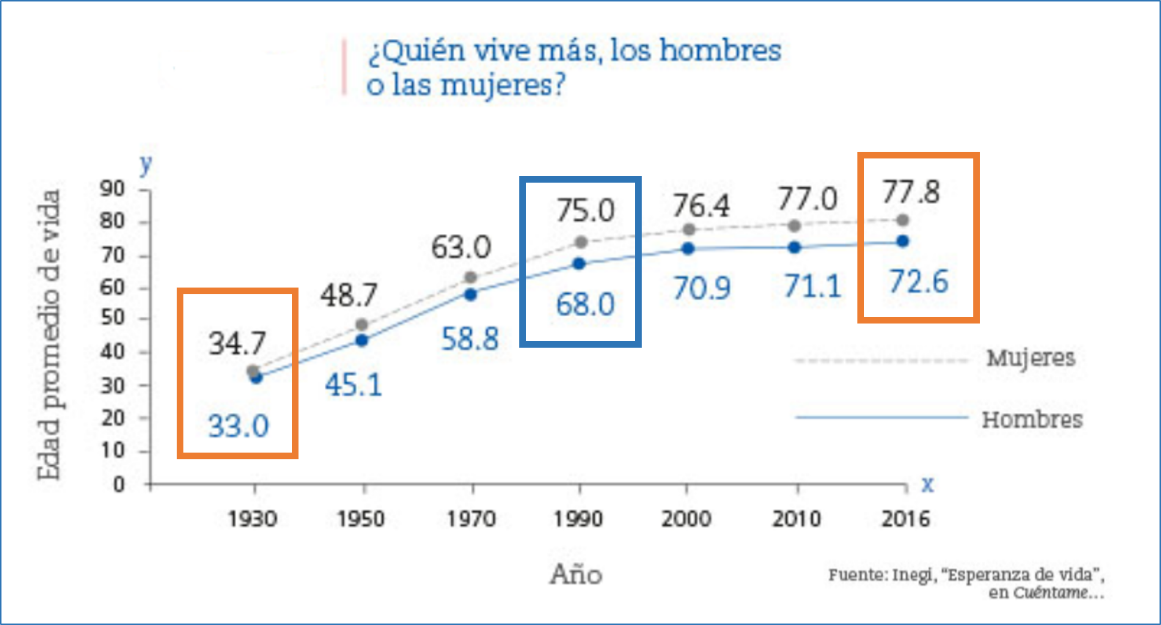 ¿Quién vive más, los hombres
o las mujeres?
y
Edad promedio de vida
90
80
70
60
50
40
30
20
10
0
34.7
48.7
63.0
75.0
76.4
77.0
77.8
33.0
45.1
58.8
68.0
70.9
71.1
72.6
Mujeres
Hombres
x
1930 1950 1970 1990 2000 2010 2016
Año
Fuente: Inegi, “Esperanza de vida”,
en Cuéntame...